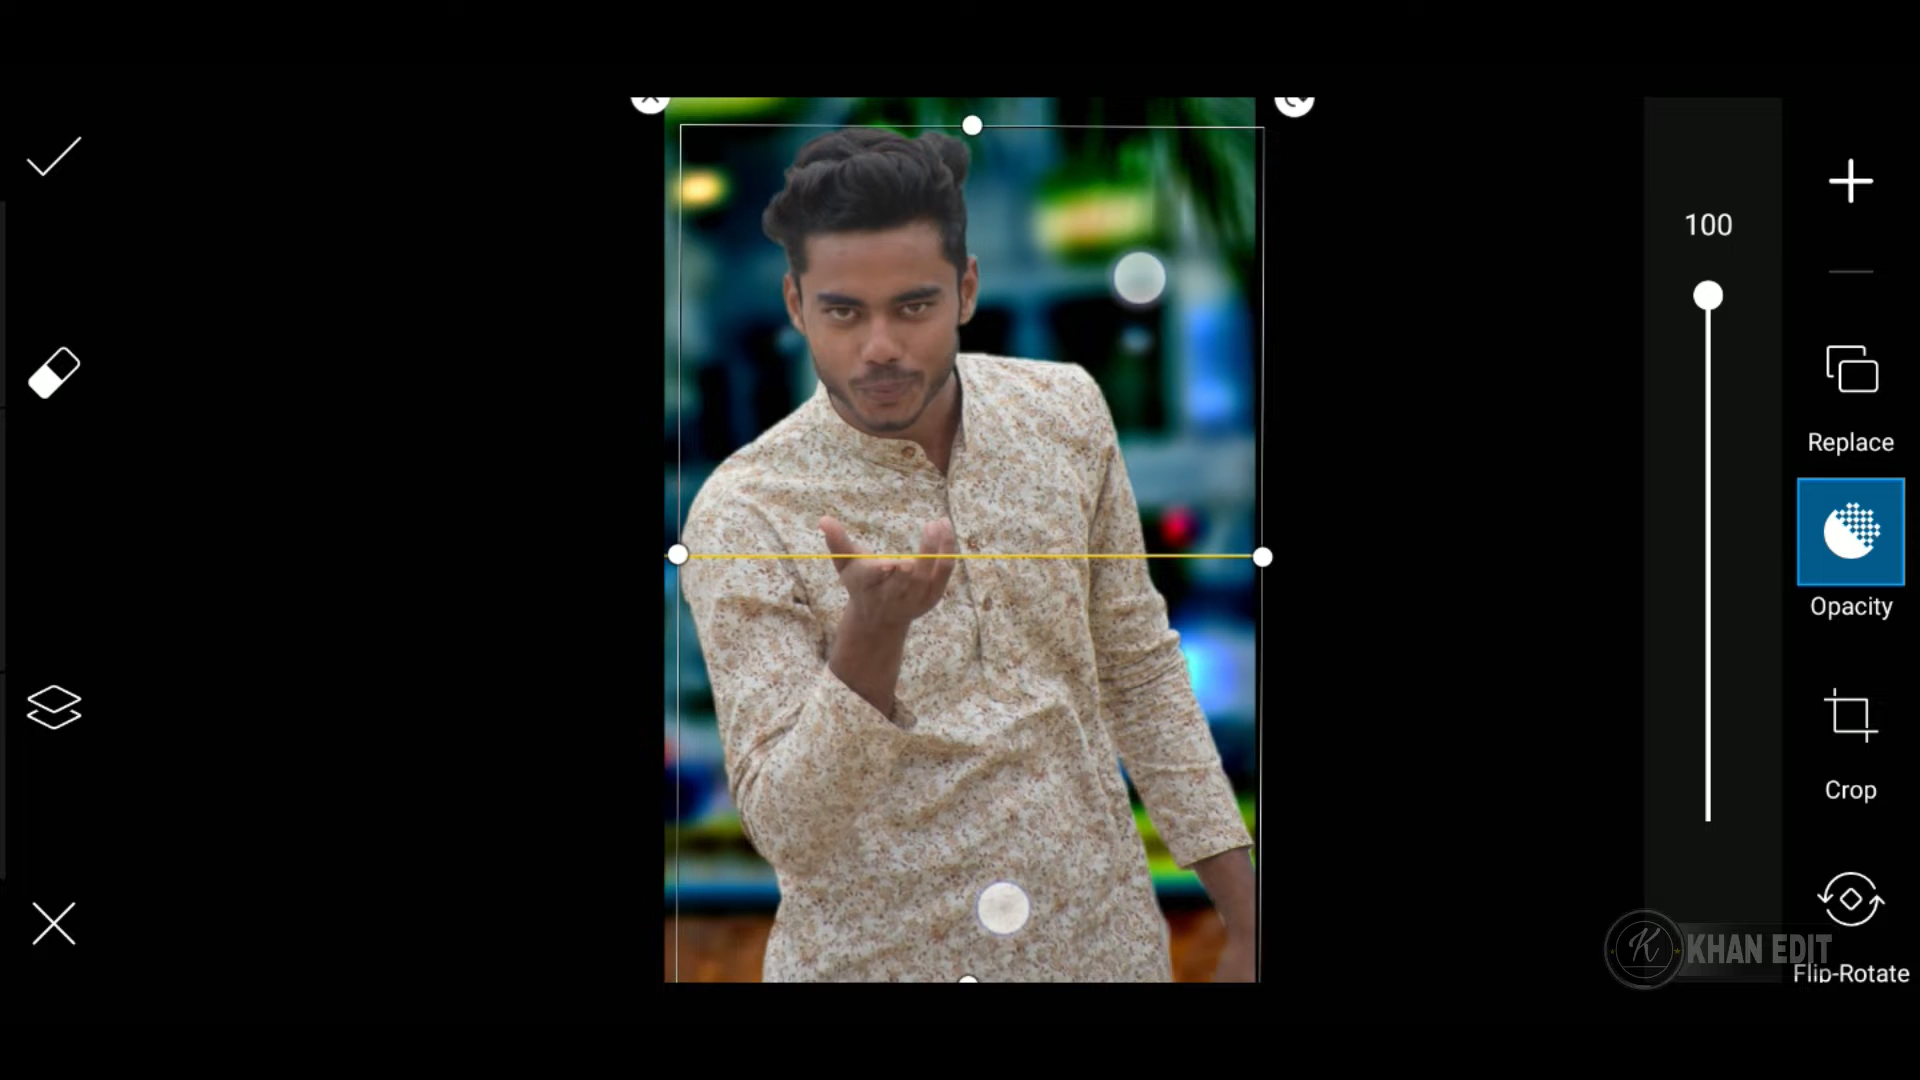 100
Replace
Opacity
Crop
K KHAN EDIT
Flip-Rotate